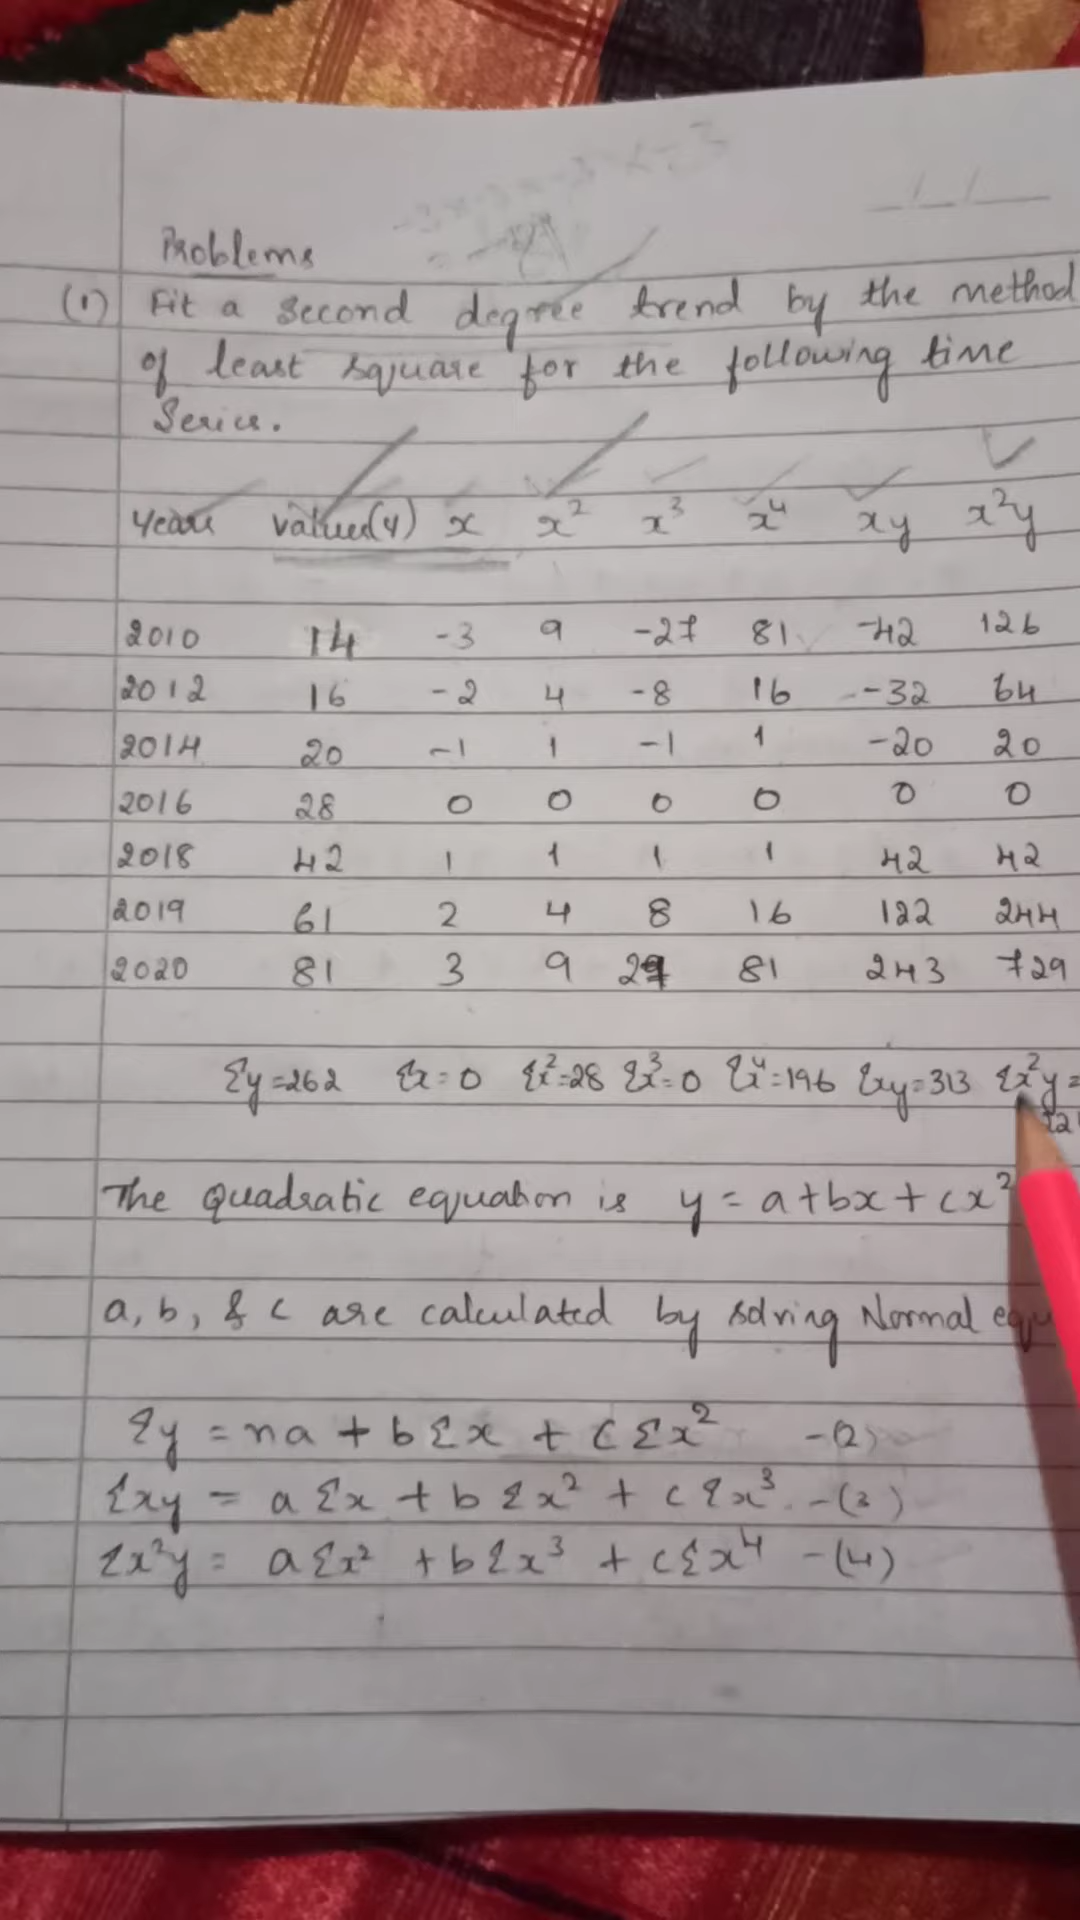 Problems
(1) Fit a second degree trend by the method
of least square for the following time
Series.
Years values(y) x x² x³ x⁴ xy x²y
2010 14 -3 9 -27 81 -42 126
2012 16 -2 4 -8 16 -32 64
2014 20 -1 1 -1 1 -20 20
2016 28 0 0 0 0 0 0
2018 42 1 1 1 1 42 42
2019 61 2 4 8 16 122 244
2020 81 3 9 27 81 243 729
Σy=262 Σx=0 Σx²=28 Σx³=0 Σx⁴=196 Σxy=313 Σx²y=
The quadratic equation is y = a+bx+cx²
a, b, & c are calculated by solving Normal equ
Σy = na + bΣx + cΣx² -(2)
Σxy = aΣx + bΣx² + cΣx³ -(3)
Σx²y = aΣx² + bΣx³ + cΣx⁴ -(4)